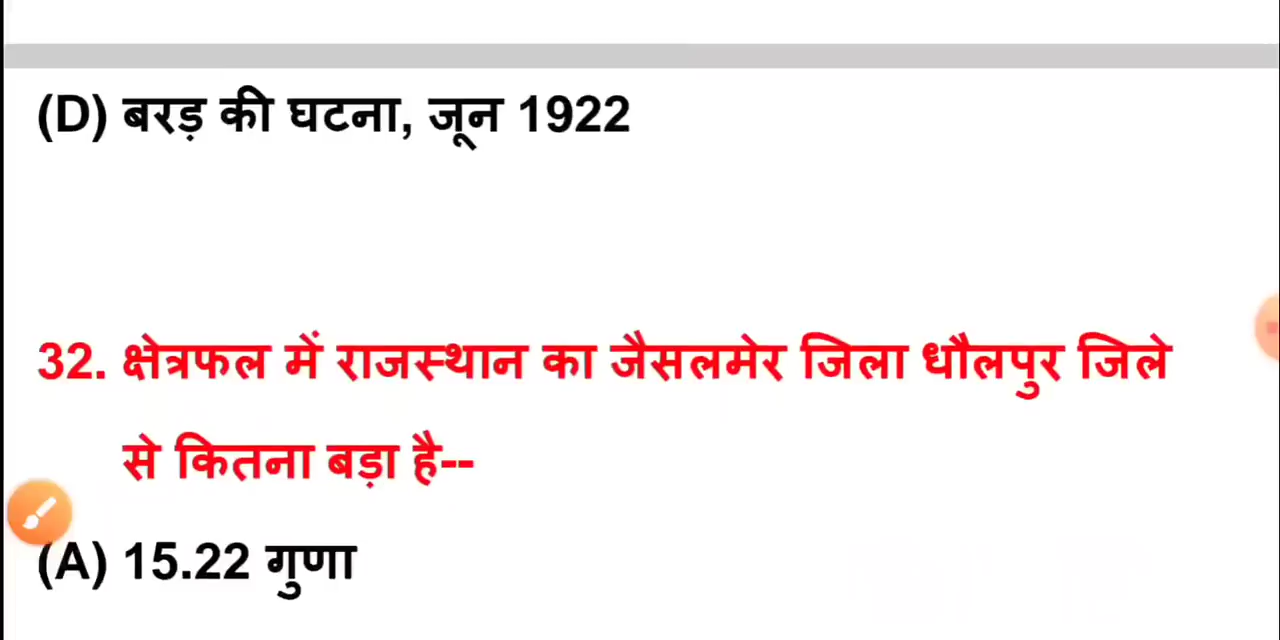 (D) बरड़ की घटना, जून 1922
32. क्षेत्रफल में राजस्थान का जैसलमेर जिला धौलपुर जिले
से कितना बड़ा है--
(A) 15.22 गुणा